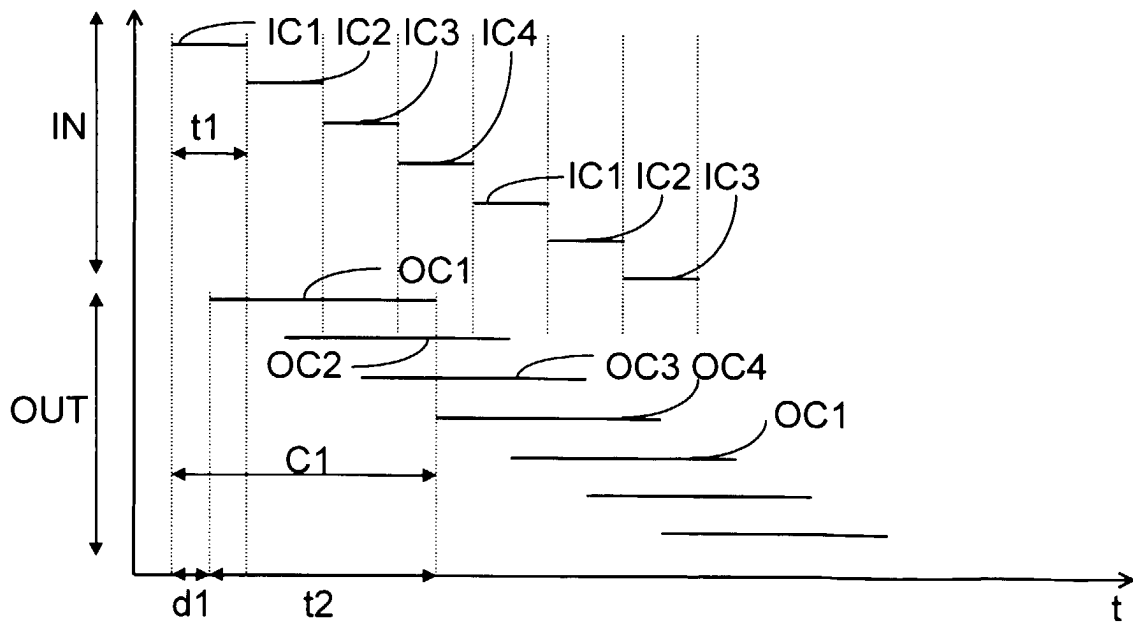 IC1 IC2 IC3 IC4
IN
t1
IC1 IC2 IC3
OC1
OC2
OC3 OC4
OUT
OC1
C1
d1
t2
t